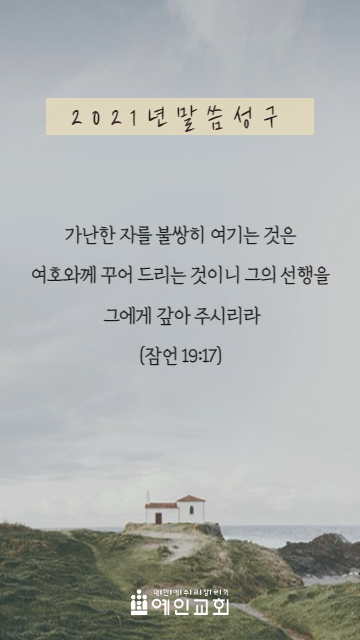 2021년말씀성구
가난한 자를 불쌍히 여기는 것은
여호와께 꾸어 드리는 것이니 그의 선행을
그에게 갚아 주시리라
(잠언 19:17)
예인교회